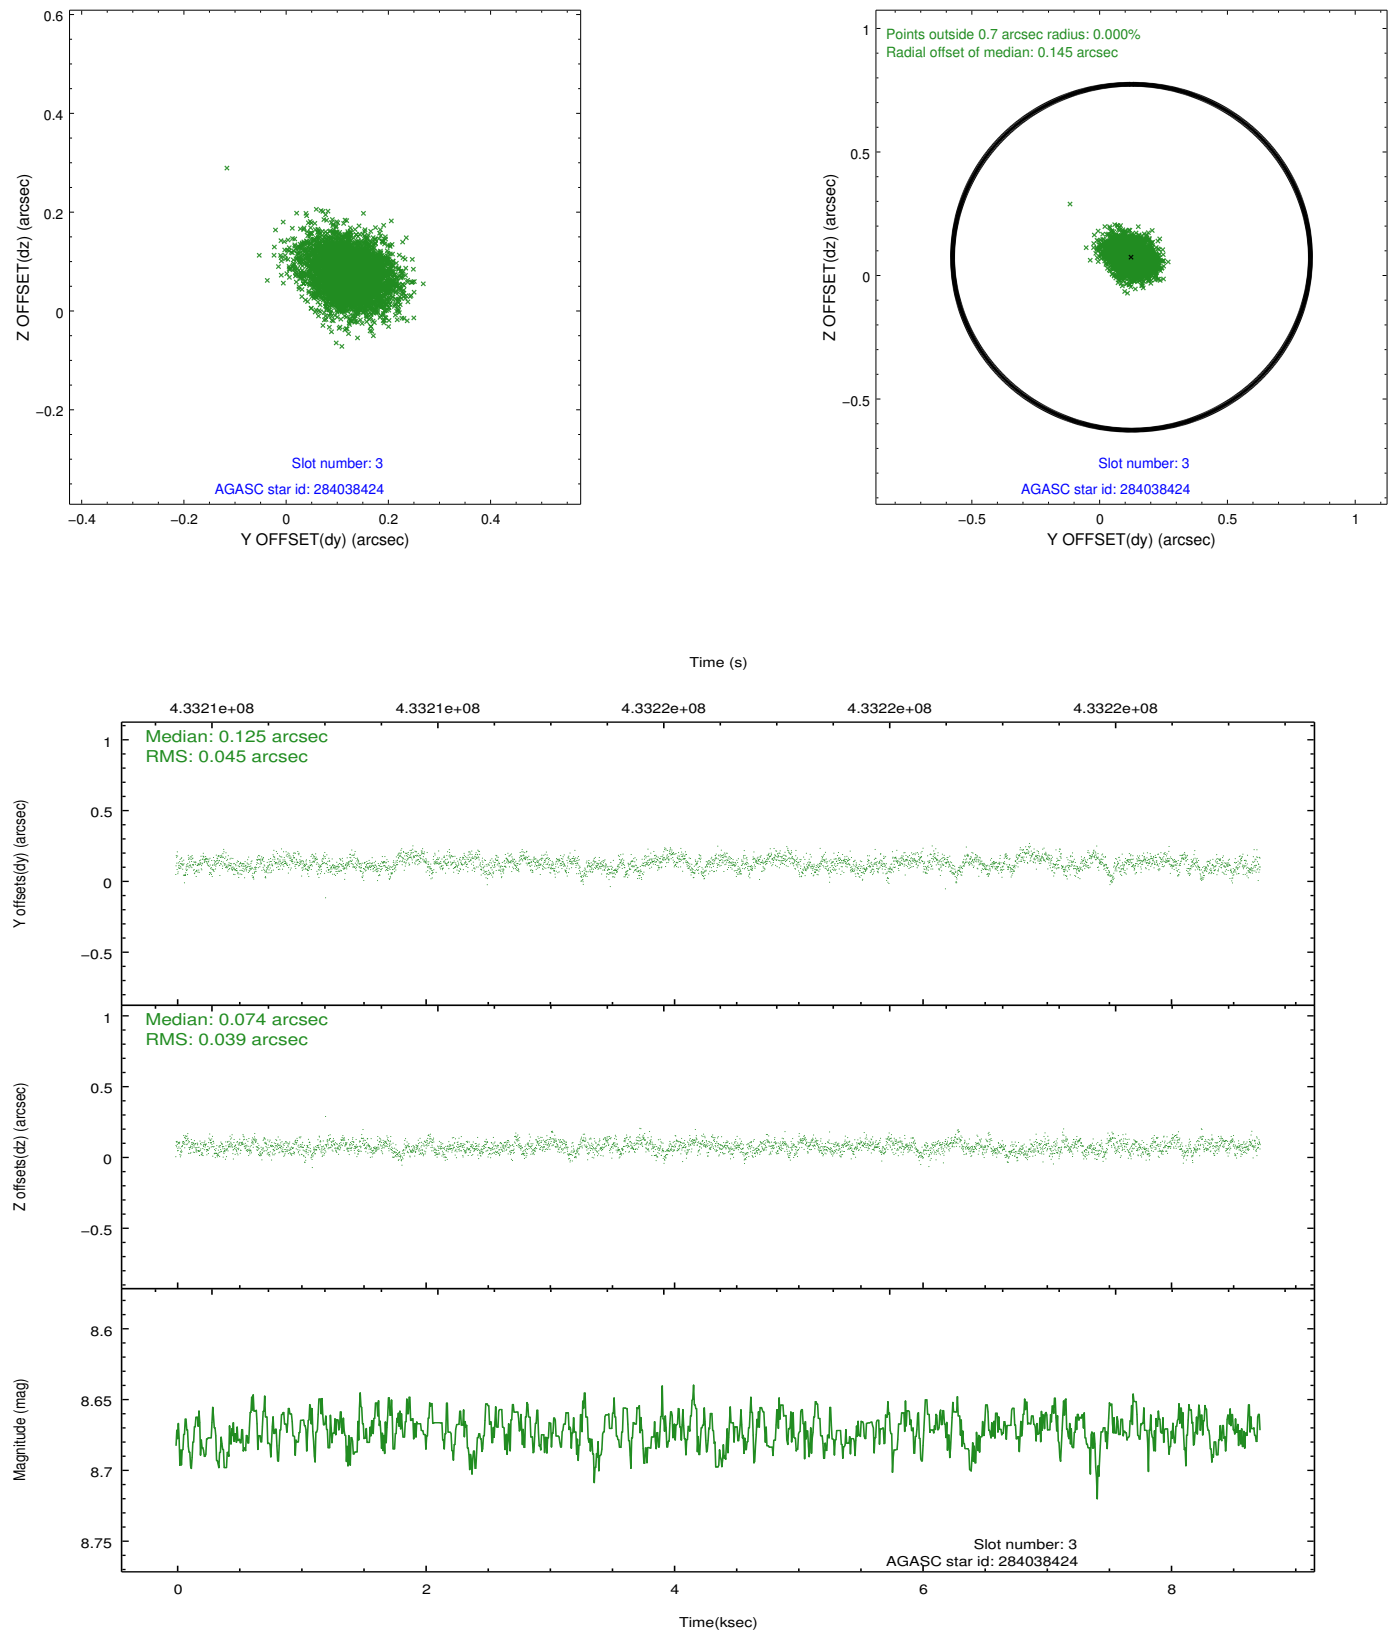 0.6
0.4
0.2
0
−0.2
Z OFFSET(dz) (arcsec)
Slot number: 3
AGASC star id: 284038424
−0.4 −0.2 0 0.2 0.4
Y OFFSET(dy) (arcsec)
Points outside 0.7 arcsec radius: 0.000%
Radial offset of median: 0.145 arcsec
1
0.5
0
−0.5
Z OFFSET(dz) (arcsec)
Slot number: 3
AGASC star id: 284038424
−0.5 0 0.5 1
Y OFFSET(dy) (arcsec)
Time (s)
4.3321e+08 4.3321e+08 4.3322e+08 4.3322e+08 4.3322e+08
Median: 0.125 arcsec
RMS: 0.045 arcsec
1
0.5
0
−0.5
Y offsets(dy) (arcsec)
Median: 0.074 arcsec
RMS: 0.039 arcsec
1
0.5
0
−0.5
Z offsets(dz) (arcsec)
8.6
8.65
8.7
8.75
Magnitude (mag)
Slot number: 3
AGASC star id: 284038424
0 2 4 6 8
Time(ksec)